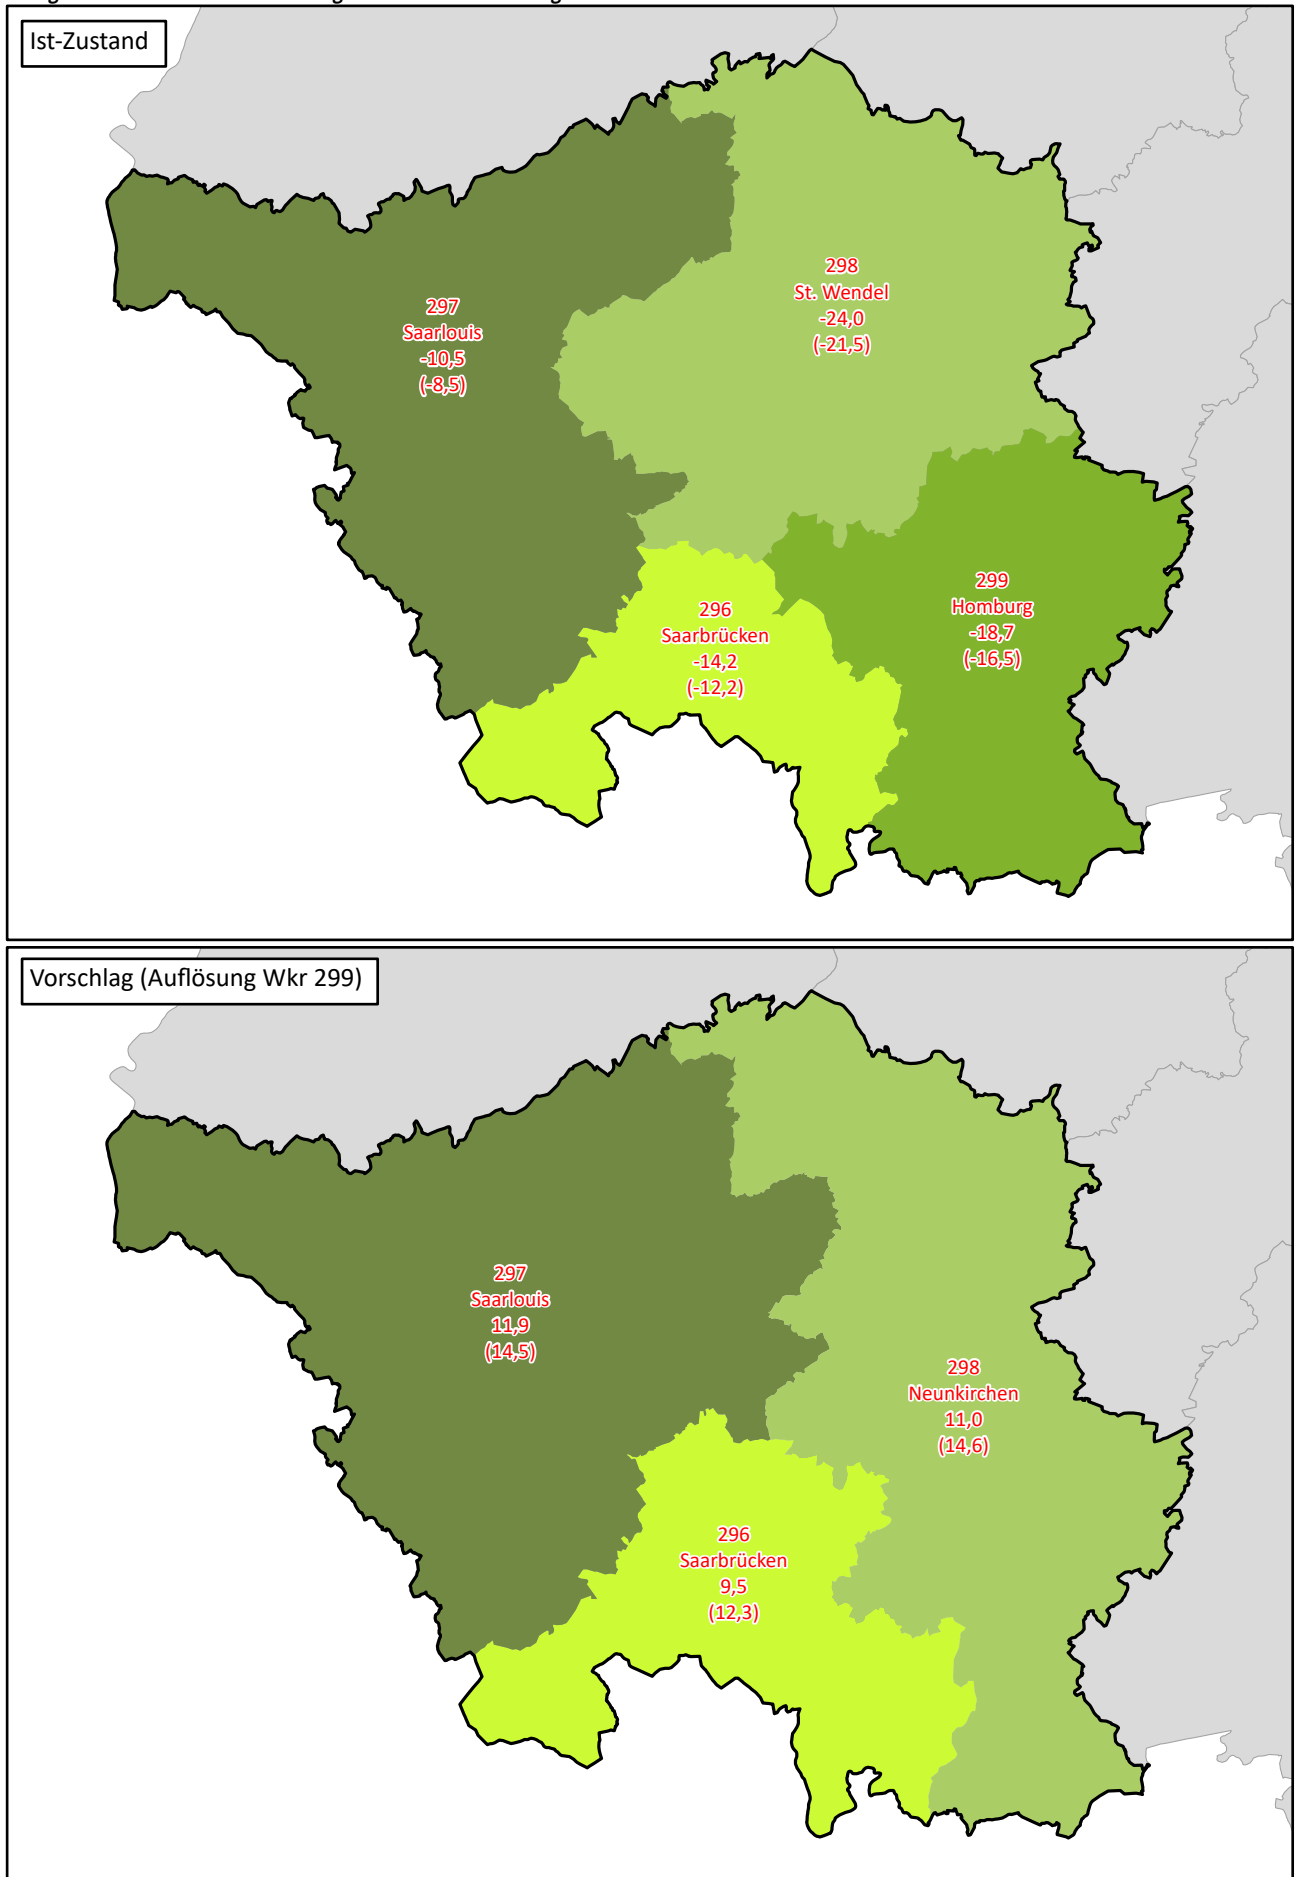 Ist-Zustand
298
St. Wendel
-24,0
(-21,5)
297
Saarlouis
-10,5
(-8,5)
299
Homburg
-18,7
(-16,5)
296
Saarbrücken
-14,2
(-12,2)
Vorschlag (Auflösung Wkr 299)
297
Saarlouis
11,9
(14,5)
298
Neunkirchen
11,0
(14,6)
296
Saarbrücken
9,5
(12,3)